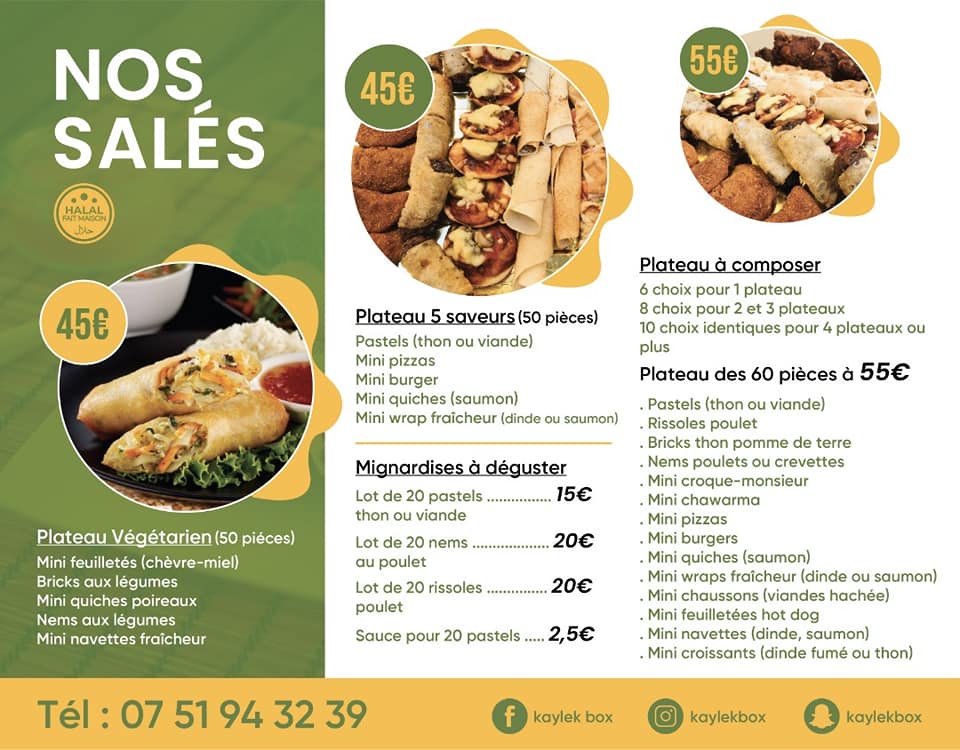 NOS
SALÉS
HALAL
FAIT MAISON
حلال
45€
Plateau Végétarien (50 piéces)
Mini feuilletés (chèvre-miel)
Bricks aux légumes
Mini quiches poireaux
Nems aux légumes
Mini navettes fraîcheur
45€
Plateau 5 saveurs (50 pièces)
Pastels (thon ou viande)
Mini pizzas
Mini burger
Mini quiches (saumon)
Mini wrap fraîcheur (dinde ou saumon)
Mignardises à déguster
Lot de 20 pastels ................ 15€
thon ou viande
Lot de 20 nems ................... 20€
au poulet
Lot de 20 rissoles ............... 20€
poulet
Sauce pour 20 pastels ..... 2,5€
55€
Plateau à composer
6 choix pour 1 plateau
8 choix pour 2 et 3 plateaux
10 choix identiques pour 4 plateaux ou
plus
Plateau des 60 pièces à 55€
. Pastels (thon ou viande)
. Rissoles poulet
. Bricks thon pomme de terre
. Nems poulets ou crevettes
. Mini croque-monsieur
. Mini chawarma
. Mini pizzas
. Mini burgers
. Mini quiches (saumon)
. Mini wraps fraîcheur (dinde ou saumon)
. Mini chaussons (viandes hachée)
. Mini feuilletées hot dog
. Mini navettes (dinde, saumon)
. Mini croissants (dinde fumé ou thon)
Tél : 07 51 94 32 39
kaylek box
kaylekbox
kaylekbox